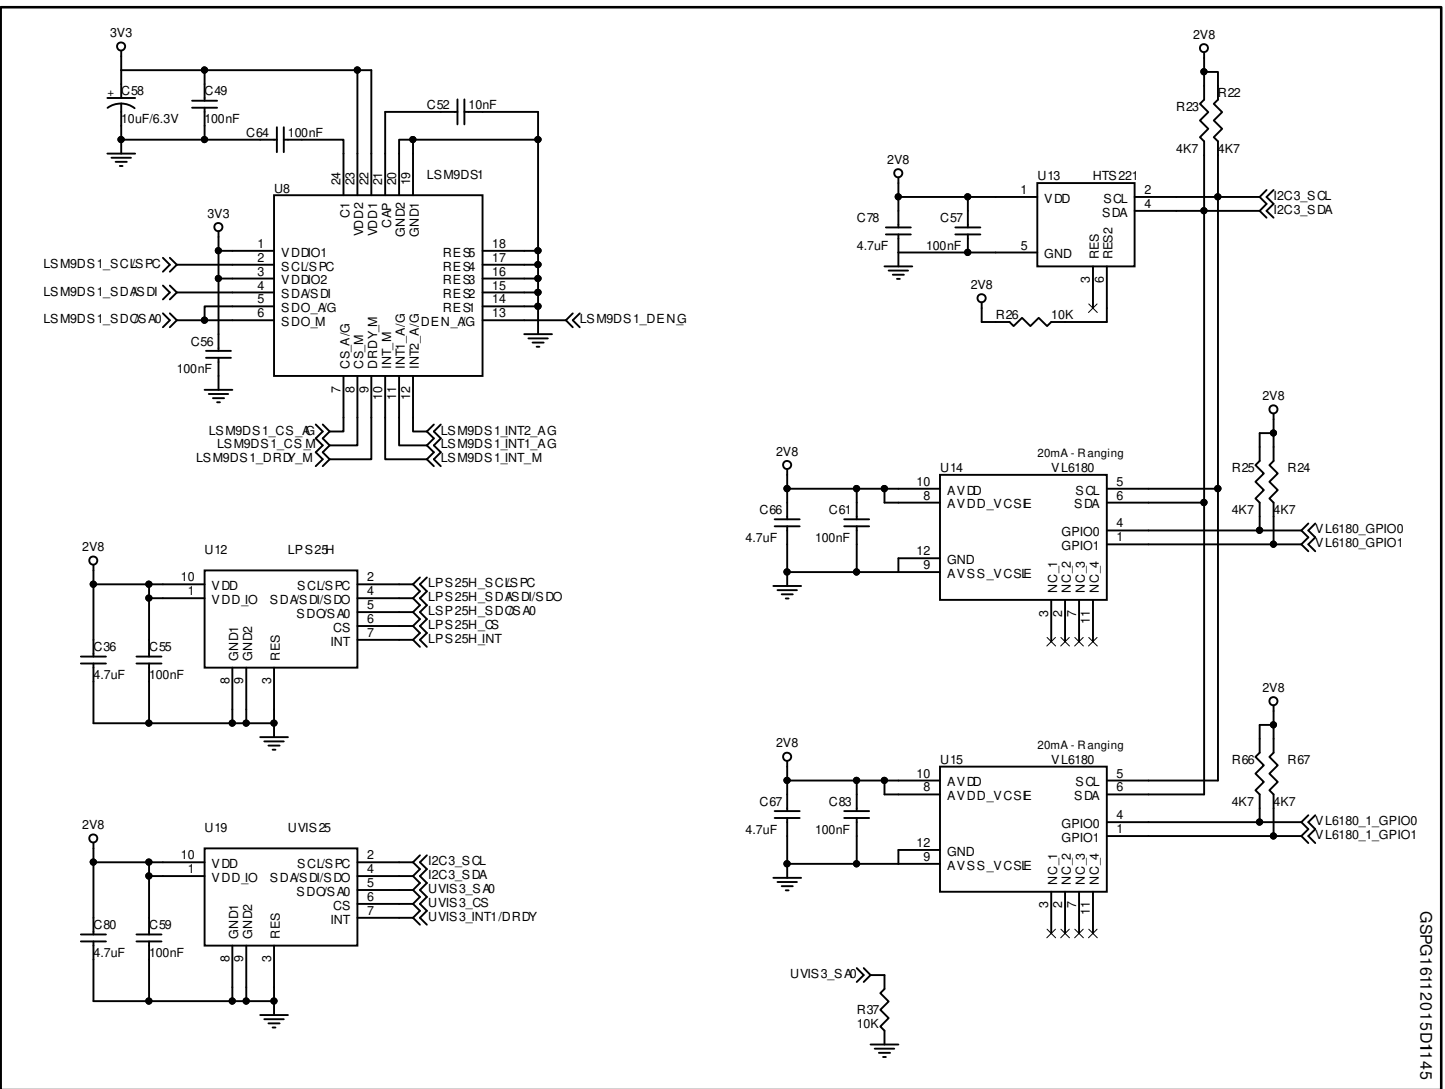 3V3
C58
+
10uF/6.3V
C49
100nF
C64
100nF
C52
10nF
LSM9DS1
U8
24
23
22
21
20
19
C1
VDD2
VDD1
CAP
GND2
GND1
3V3
1
VDDIO1
2
SCL/SPC
3
VDDIO2
4
SDA/SDI
5
SDO_A/G
6
SDO_M
LSM9DS1_SCL/SPC
LSM9DS1_SDA/SDI
LSM9DS1_SDO/SA0
C56
100nF
RES5
18
RES4
17
RES3
16
RES2
15
RES1
14
DEN_A/G
13
LSM9DS1_DENG
CS_A/G
CS_M
DRDY_M
INT_M
INT1_A/G
INT2_A/G
7
8
9
10
11
12
LSM9DS1_CS_AG
LSM9DS1_CS_M
LSM9DS1_DRDY_M
LSM9DS1_INT2_AG
LSM9DS1_INT1_AG
LSM9DS1_INT_M
2V8
U12
LPS25H
10
VDD
1
VDD_IO
SCL/SPC
2
SDA/SDI/SDO
4
SDO/SA0
5
CS
6
INT
7
LPS25H_SCL/SPC
LPS25H_SDA/SDI/SDO
LSP25H_SDO/SA0
LPS25H_CS
LPS25H_INT
GND1
GND2
RES
8
9
3
C36
4.7uF
C55
100nF
2V8
U19
UVIS25
10
VDD
1
VDD_IO
SCL/SPC
2
SDA/SDI/SDO
4
SDO/SA0
5
CS
6
INT
7
I2C3_SCL
I2C3_SDA
UVIS3_SA0
UVIS3_CS
UVIS3_INT1/DRDY
GND1
GND2
RES
8
9
3
C80
4.7uF
C59
100nF
2V8
R23
R22
4K7
4K7
2V8
U13
HTS221
1
VDD
5
GND
SCL
2
SDA
4
I2C3_SCL
I2C3_SDA
RES
RES2
3
6
C78
4.7uF
C57
100nF
2V8
R26
10K
2V8
R25
R24
4K7
4K7
2V8
20mA - Ranging
U14
VL6180
10
AVDD
8
AVDD_VCSIE
SCL
5
SDA
6
GPIO0
4
GPIO1
1
VL6180_GPIO0
VL6180_GPIO1
12
GND
9
AVSS_VCSIE
NC_1
NC_2
NC_3
NC_4
3
2
7
11
C66
4.7uF
C61
100nF
2V8
R66
R67
4K7
4K7
2V8
20mA - Ranging
U15
VL6180
10
AVDD
8
AVDD_VCSIE
SCL
5
SDA
6
GPIO0
4
GPIO1
1
VL6180_1_GPIO0
VL6180_1_GPIO1
12
GND
9
AVSS_VCSIE
NC_1
NC_2
NC_3
NC_4
3
2
7
11
C67
4.7uF
C83
100nF
UVIS3_SA0
R37
10K
GSPG16112015D1145